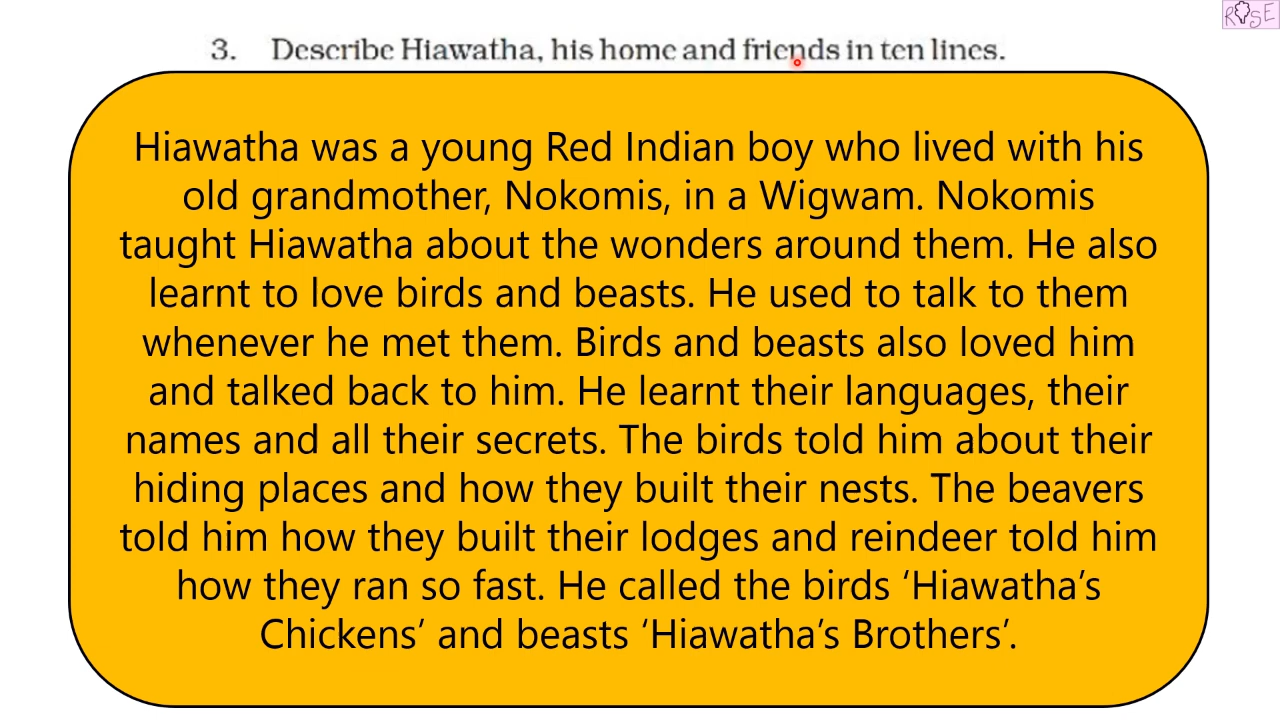 R SE
3. Describe Hiawatha, his home and friends in ten lines.
Hiawatha was a young Red Indian boy who lived with his
old grandmother, Nokomis, in a Wigwam. Nokomis
taught Hiawatha about the wonders around them. He also
learnt to love birds and beasts. He used to talk to them
whenever he met them. Birds and beasts also loved him
and talked back to him. He learnt their languages, their
names and all their secrets. The birds told him about their
hiding places and how they built their nests. The beavers
told him how they built their lodges and reindeer told him
how they ran so fast. He called the birds ‘Hiawatha’s
Chickens’ and beasts ‘Hiawatha’s Brothers’.